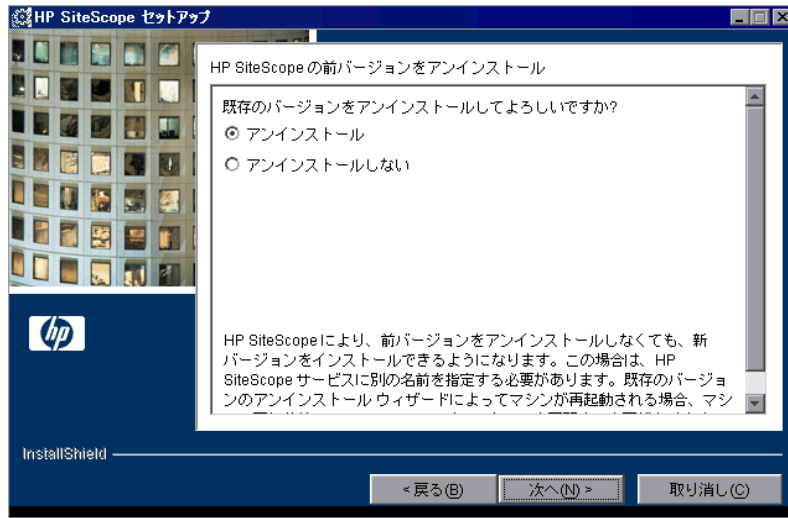 HP SiteScope セットアップ
HP SiteScope の前バージョンをアンインストール
既存のバージョンをアンインストールしてよろしいですか?
アンインストール
アンインストールしない
hp
HP SiteScopeにより、前バージョンをアンインストールしなくても、新
バージョンをインストールできるようになります。この場合は、HP
SiteScope サービスに別の名前を指定する必要があります。既存のバージョ
ンのアンインストール ウィザードによってマシンが再起動される場合、マシ
InstallShield
< 戻る(B)
次へ(N) >
取り消し(C)